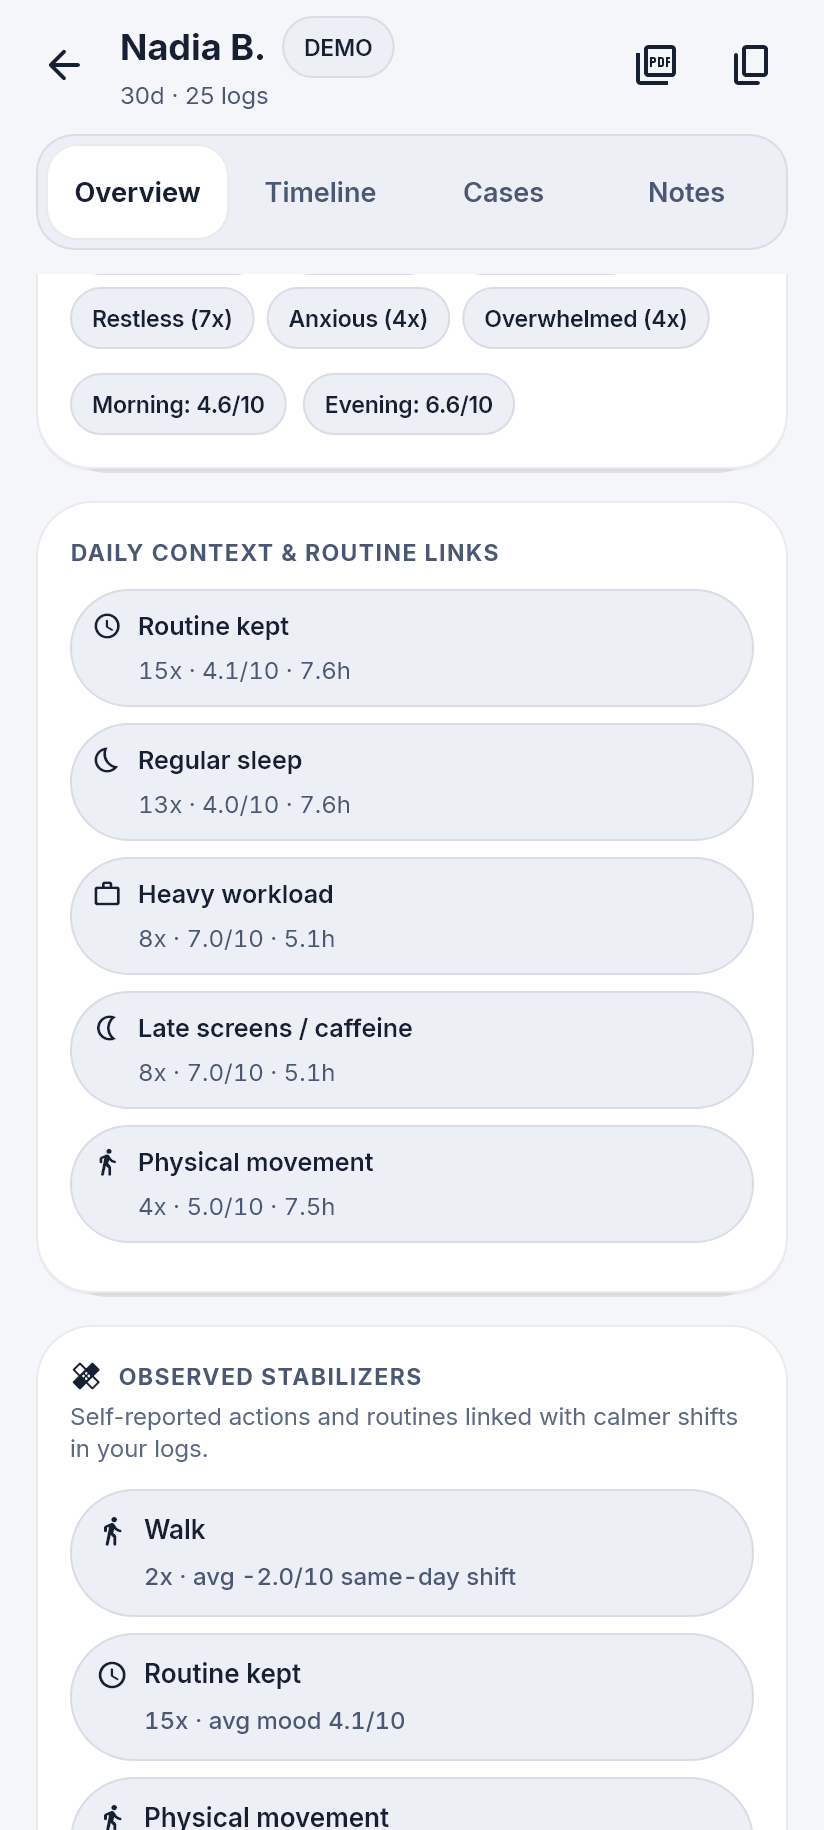 Nadia B.
DEMO
30d · 25 logs
PDF
Overview
Timeline
Cases
Notes
Restless (7x)
Anxious (4x)
Overwhelmed (4x)
Morning: 4.6/10
Evening: 6.6/10
DAILY CONTEXT & ROUTINE LINKS
Routine kept
15x · 4.1/10 · 7.6h
Regular sleep
13x · 4.0/10 · 7.6h
Heavy workload
8x · 7.0/10 · 5.1h
Late screens / caffeine
8x · 7.0/10 · 5.1h
Physical movement
4x · 5.0/10 · 7.5h
OBSERVED STABILIZERS
Self-reported actions and routines linked with calmer shifts
in your logs.
Walk
2x · avg -2.0/10 same-day shift
Routine kept
15x · avg mood 4.1/10
Physical movement